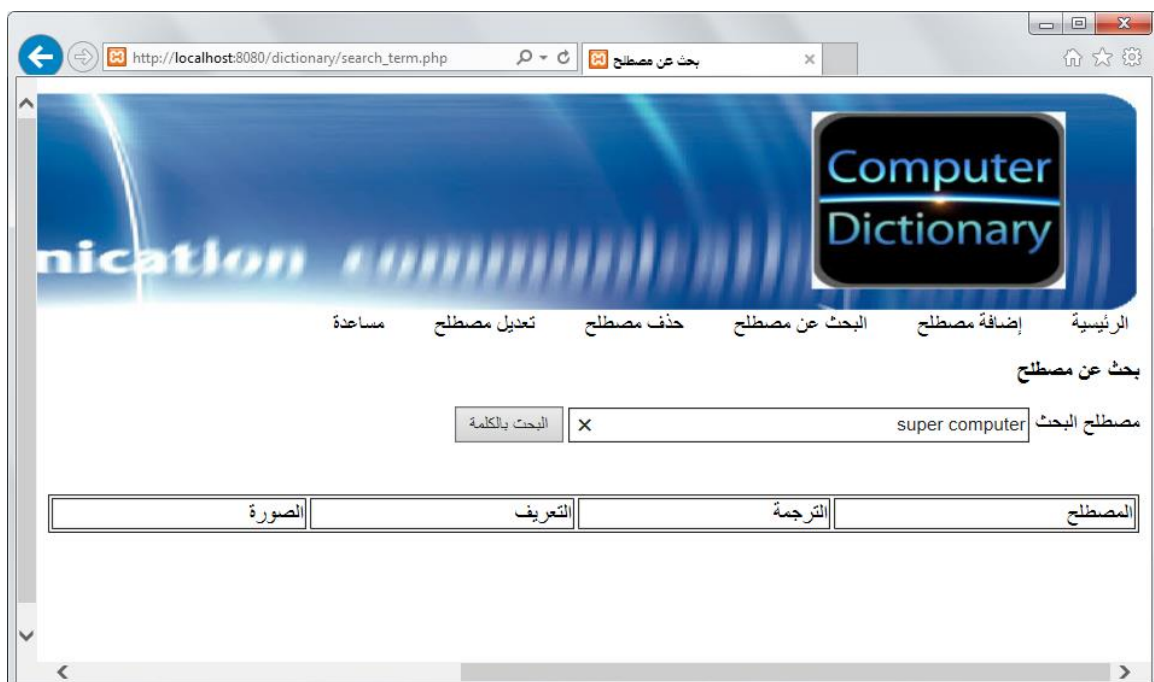 http://localhost:8080/dictionary/search_term.php
بحث عن مصطلح
Computer
Dictionary
nication
الرئيسية إضافة مصطلح البحث عن مصطلح حذف مصطلح تعديل مصطلح مساعدة
بحث عن مصطلح
مصطلح البحث super computer البحث بالكلمة
المصطلح الترجمة التعريف الصورة